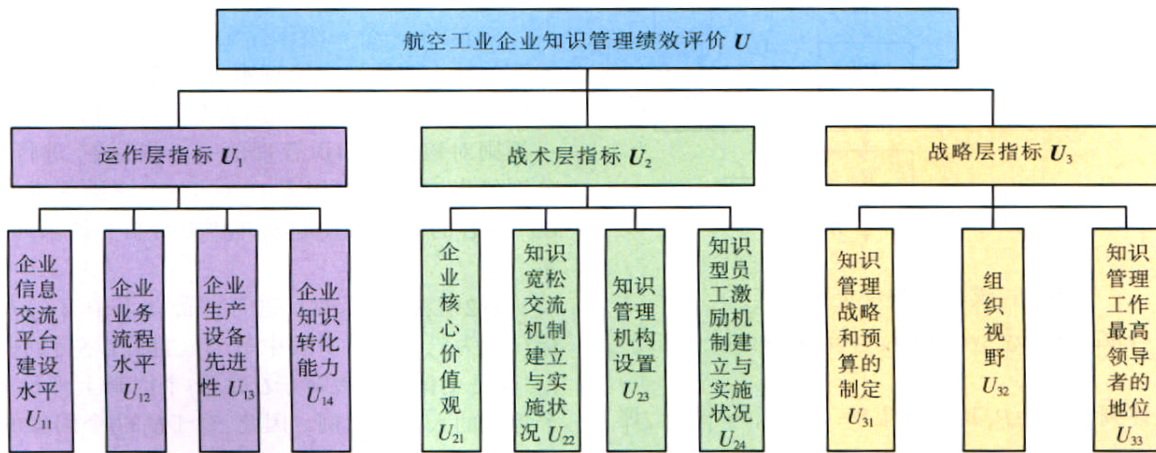 航空工业企业知识管理绩效评价 U
运作层指标 U₁
战术层指标 U₂
战略层指标 U₃
企业
信息
交流
平台
建设
水平
U₁₁
企业
业务
流程
水平
U₁₂
企业
生产
设备
先进
性 U₁₃
企业
知识
转化
能力
U₁₄
企
业
核
心
价
值
观
U₂₁
知识
宽松
交流
机制
建立
与实
施状
况 U₂₂
知识
管理
机构
设置
U₂₃
知识
型员
工激
励机
制建
立与
实施
状况
U₂₄
知识
管理
战略
和预
算的
制定
U₃₁
组
织
视
野
U₃₂
知识
管理
工作
最高
领导
者的
地位
U₃₃